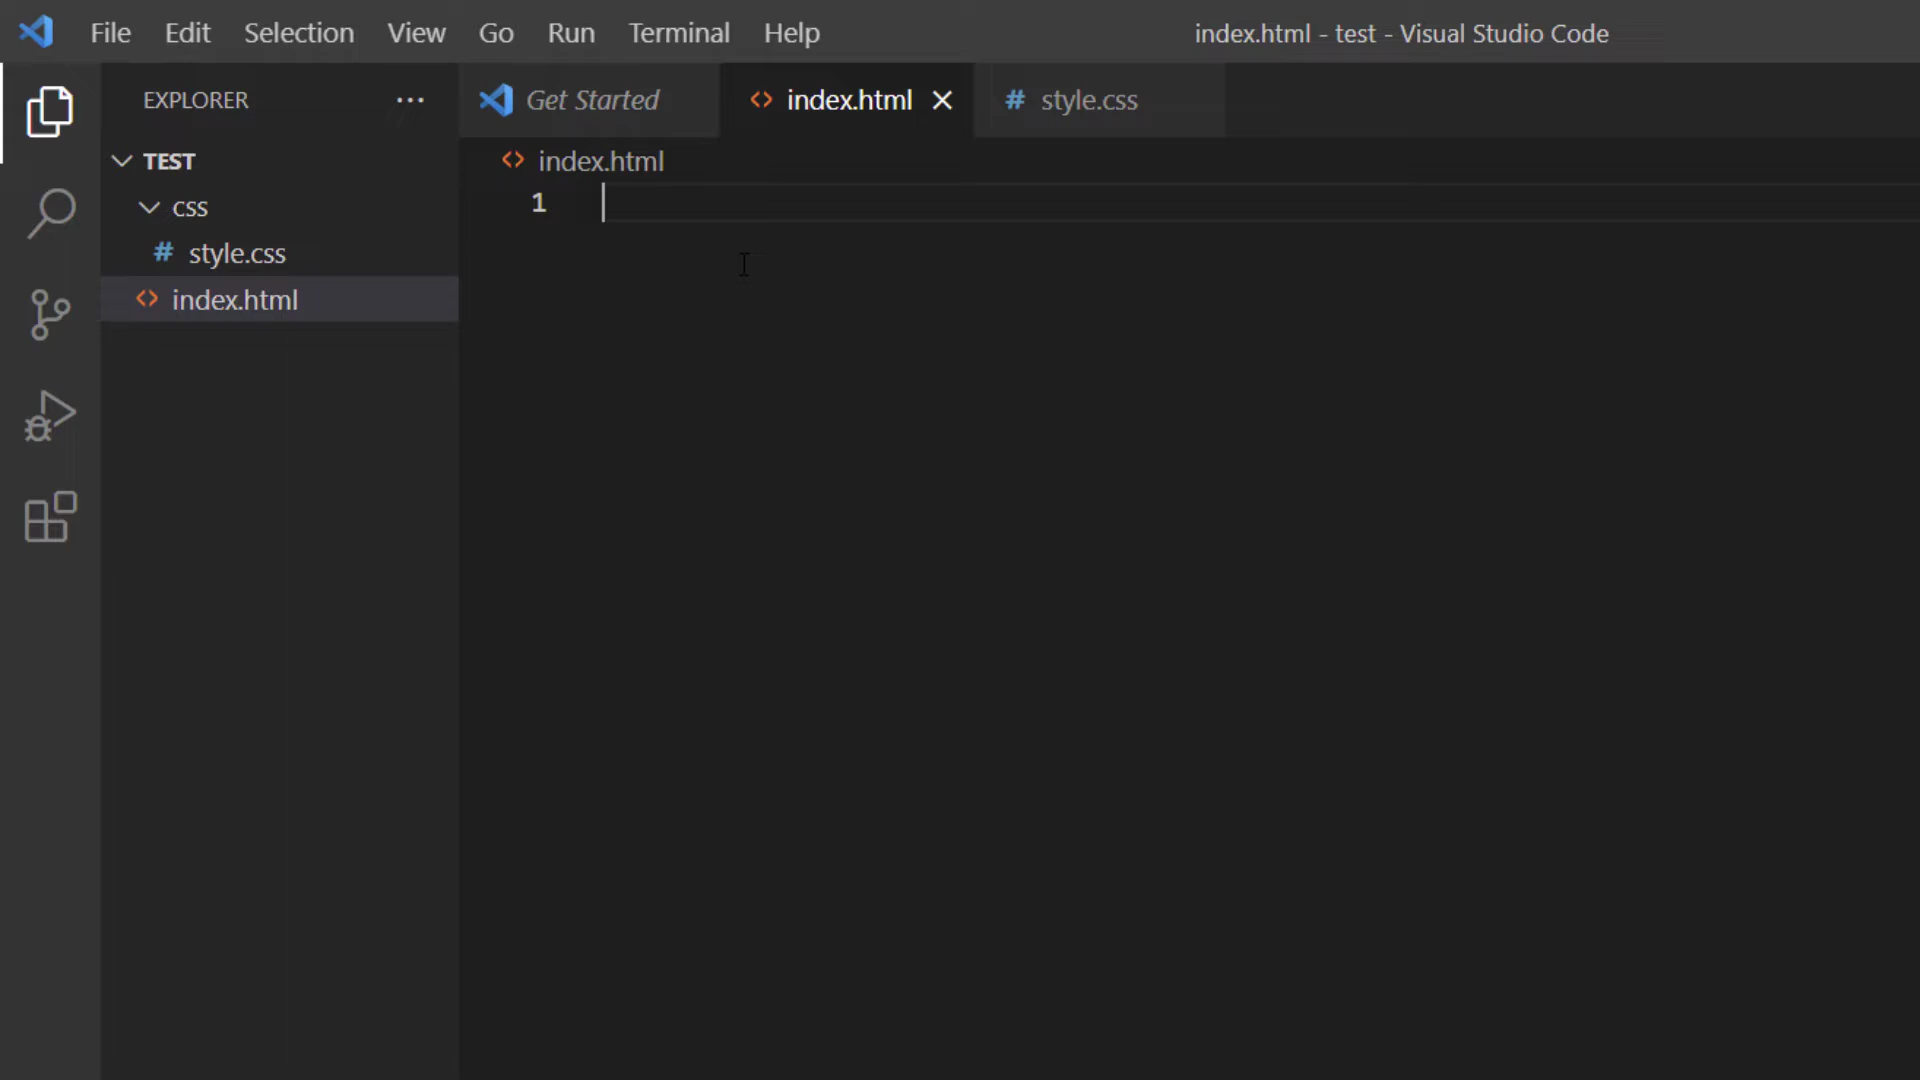 File Edit Selection View Go Run Terminal Help index.html - test - Visual Studio Code
EXPLORER
TEST
css
# style.css
index.html
Get Started
index.html
# style.css
index.html
1